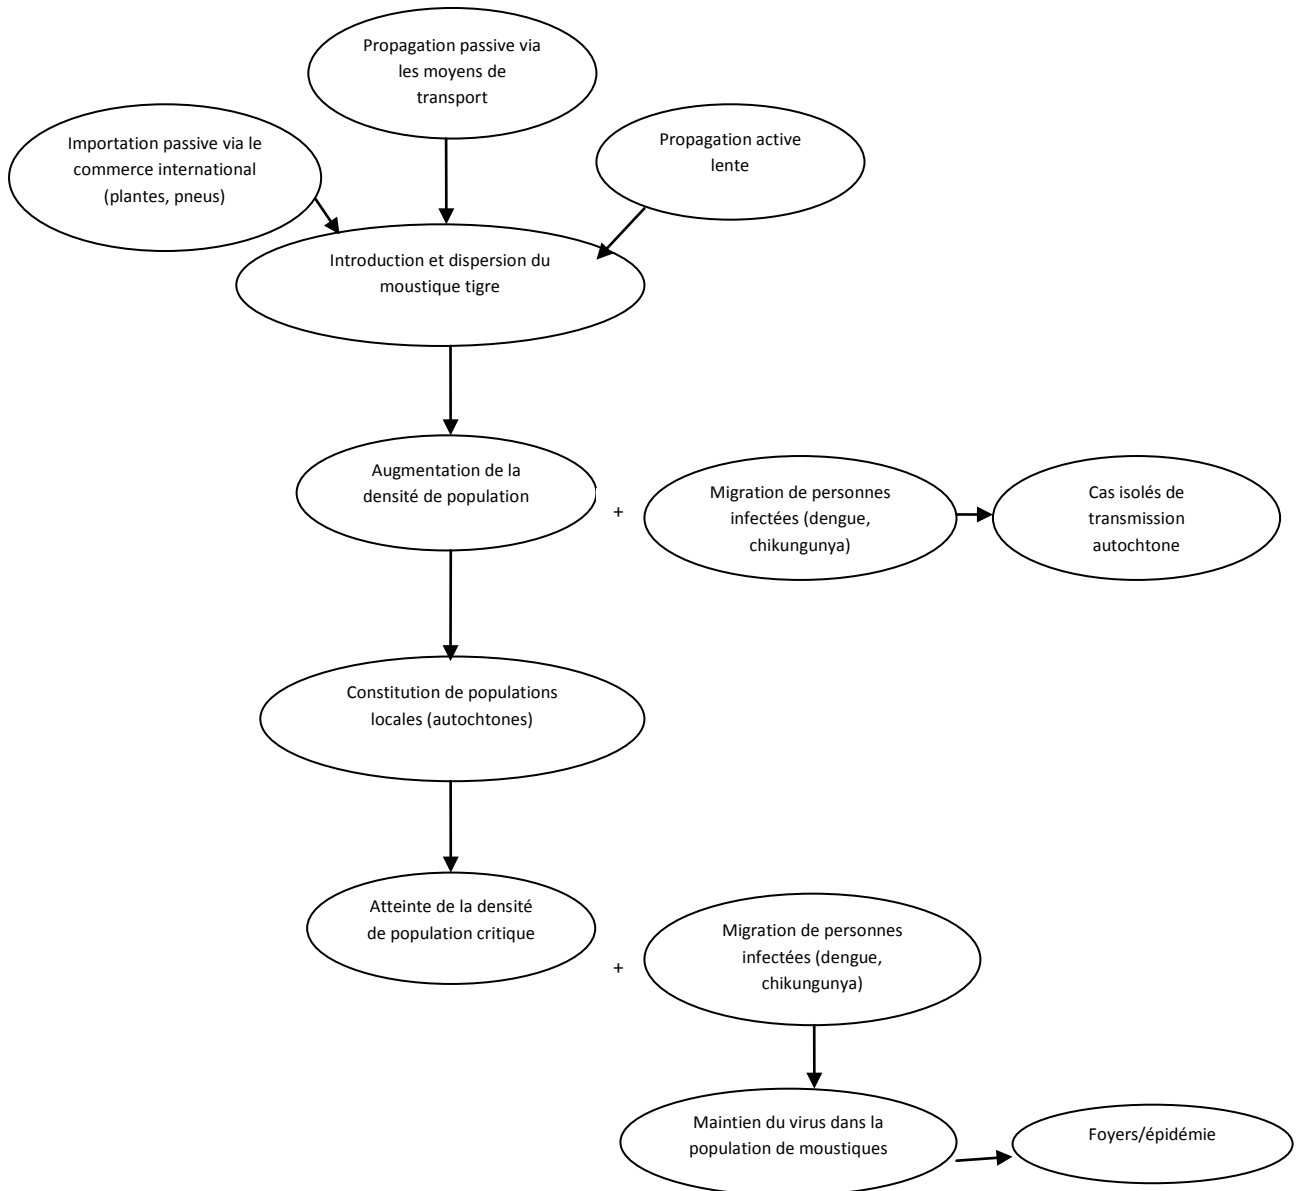 Propagation passive via
les moyens de
transport
Importation passive via le
commerce international
(plantes, pneus)
Propagation active
lente
Introduction et dispersion du
moustique tigre
Augmentation de la
densité de population
+
Migration de personnes
infectées (dengue,
chikungunya)
Cas isolés de
transmission
autochtone
Constitution de populations
locales (autochtones)
Atteinte de la densité
de population critique
+
Migration de personnes
infectées (dengue,
chikungunya)
Maintien du virus dans la
population de moustiques
Foyers/épidémie